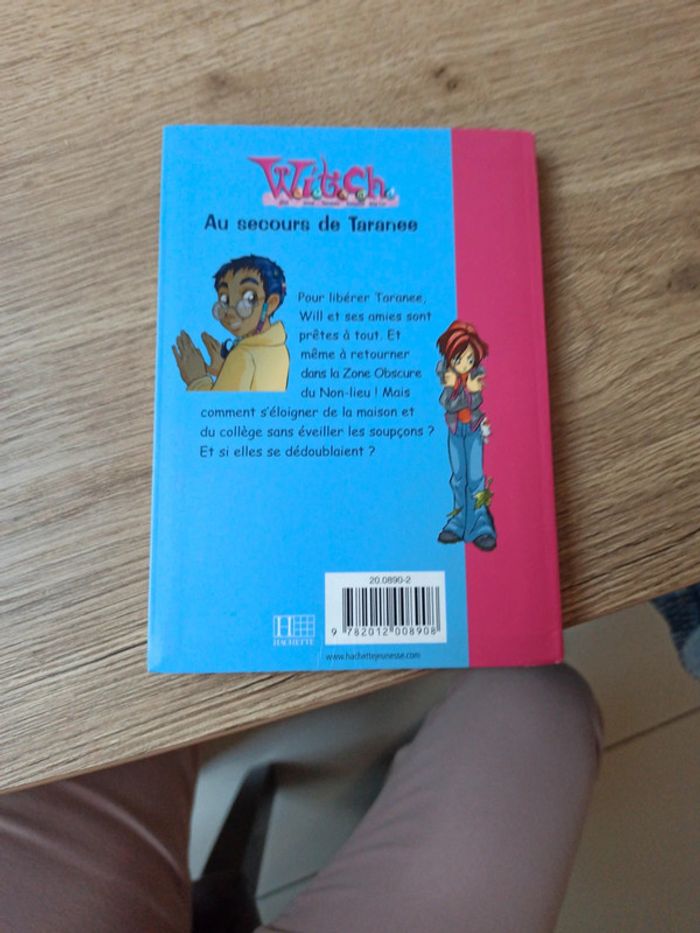 Witch
Au secours de Taranee
Pour libérer Taranee,
Will et ses amies sont
prêtes à tout. Et
même à retourner
dans la Zone Obscure
du Non-lieu ! Mais
comment s'éloigner de la maison et
du collège sans éveiller les soupçons ?
Et si elles se dédoublaient ?
20.0890-2
9 782012 008908
H
HACHETTE
www.hachettejeunesse.com